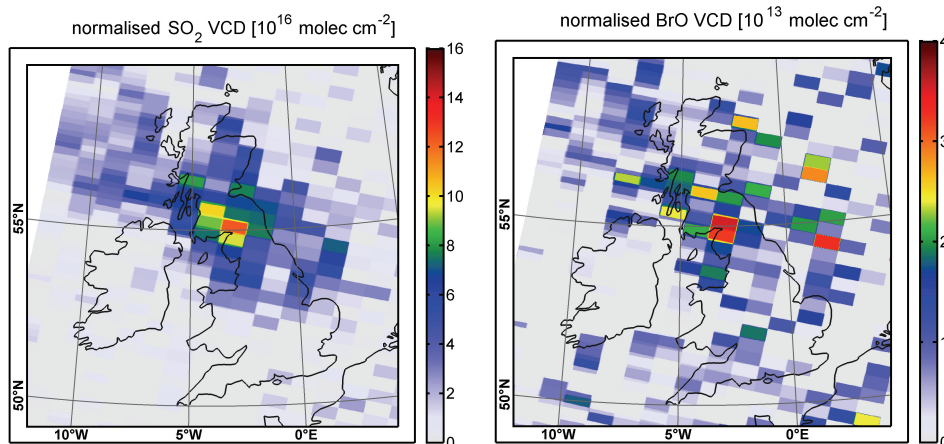 normalised SO2 VCD [10^16 molec cm-2]
16
14
12
10
8
6
4
2
0
55°N
50°N
10°W
5°W
0°E
normalised BrO VCD [10^13 molec cm-2]
4
3
2
1
0
55°N
50°N
10°W
5°W
0°E